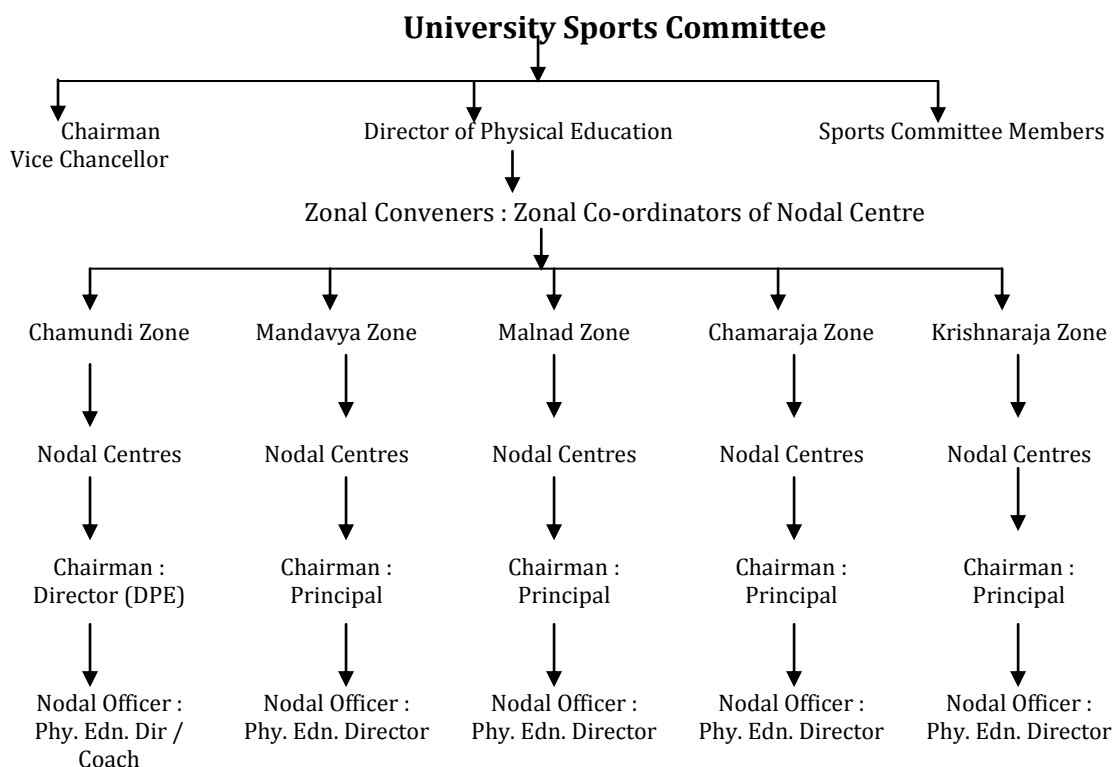 University Sports Committee
Chairman
Vice Chancellor
Director of Physical Education
Sports Committee Members
Zonal Conveners : Zonal Co-ordinators of Nodal Centre
Chamundi Zone
Mandavya Zone
Malnad Zone
Chamaraja Zone
Krishnaraja Zone
Nodal Centres
Nodal Centres
Nodal Centres
Nodal Centres
Nodal Centres
Chairman :
Director (DPE)
Chairman :
Principal
Chairman :
Principal
Chairman :
Principal
Chairman :
Principal
Nodal Officer :
Phy. Edn. Dir /
Coach
Nodal Officer :
Phy. Edn. Director
Nodal Officer :
Phy. Edn. Director
Nodal Officer :
Phy. Edn. Director
Nodal Officer :
Phy. Edn. Director